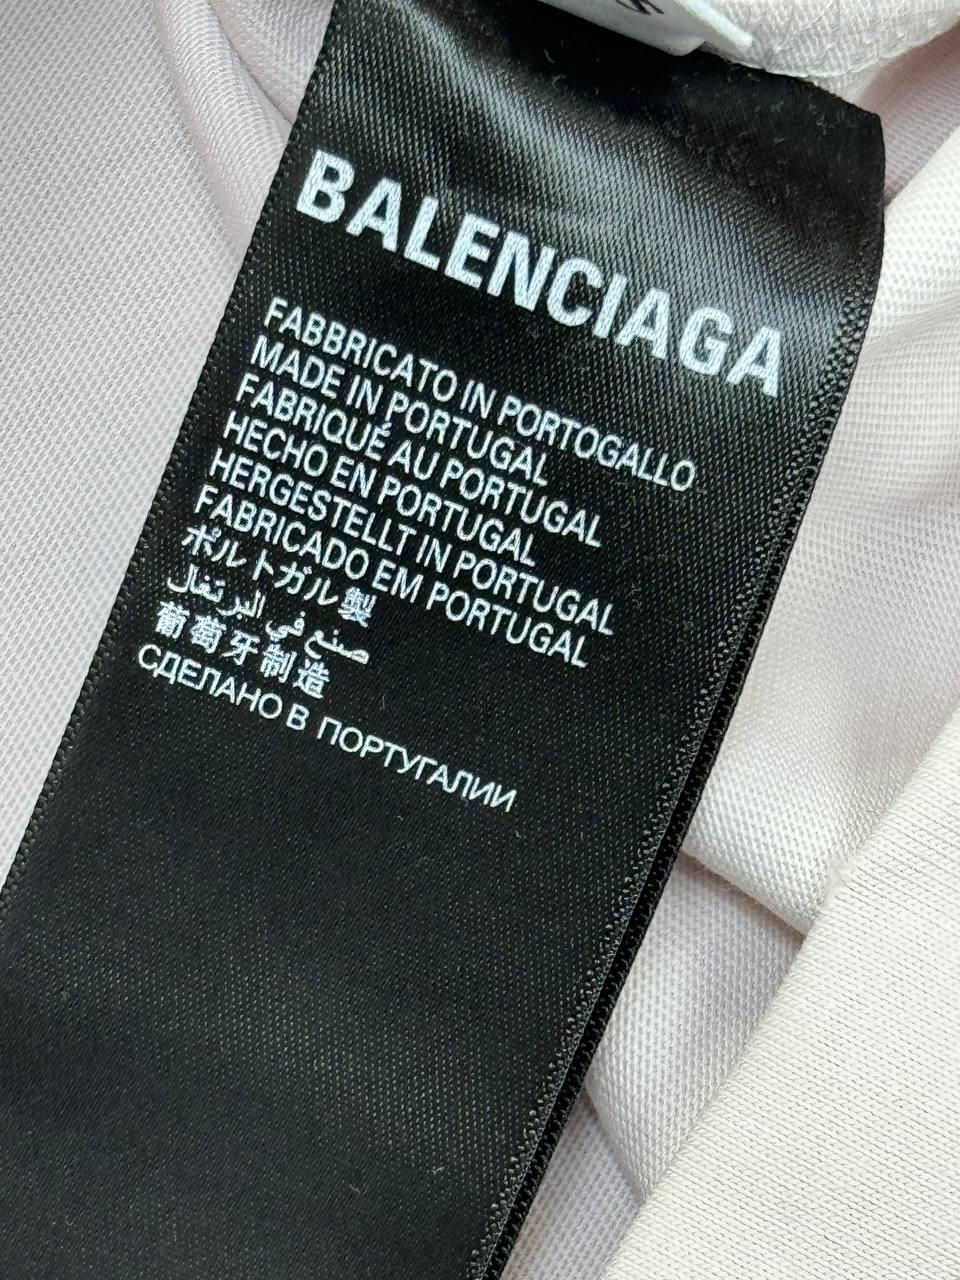 BALENCIAGA
FABBRICATO IN PORTOGALLO
MADE IN PORTUGAL
FABRIQUÉ AU PORTUGAL
HECHO EN PORTUGAL
HERGESTELLT IN PORTUGAL
FABRICADO EM PORTUGAL
ポルトガル製
صنع في البرتغال
葡萄牙制造
СДЕЛАНО В ПОРТУГАЛИИ